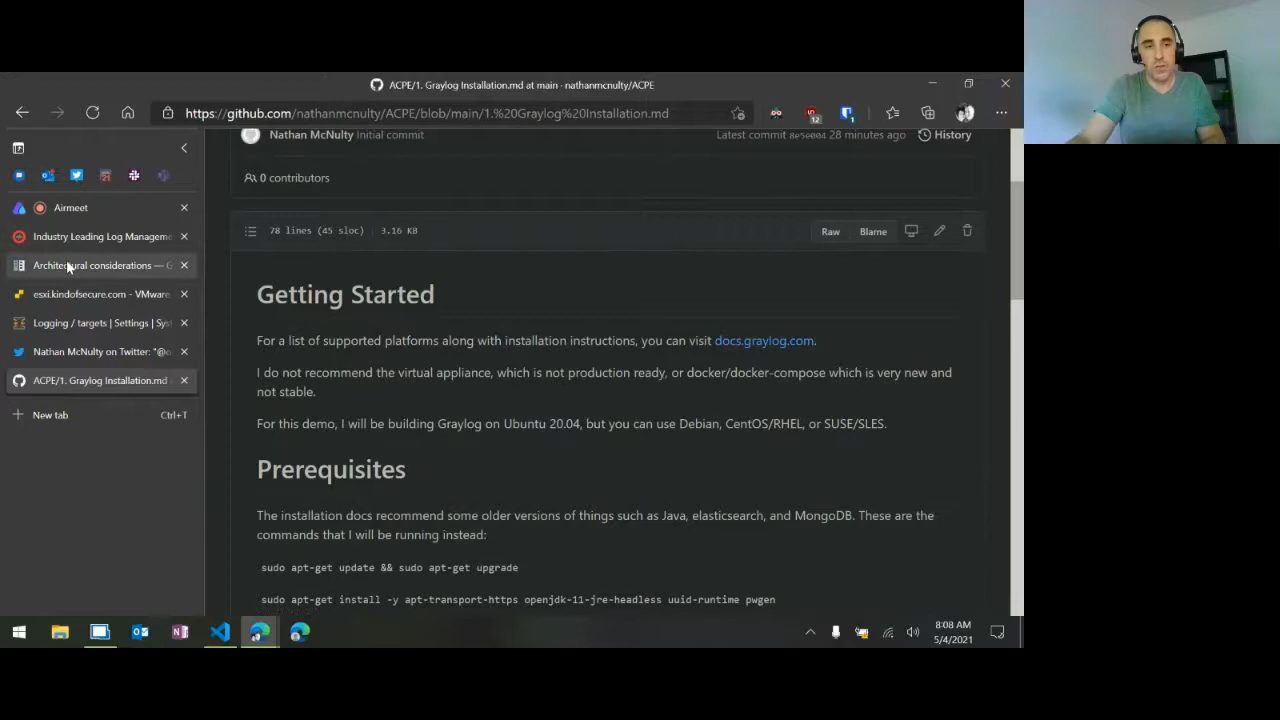 ACPE/1. Graylog Installation.md at main - nathanmcnulty/ACPE
https://github.com/nathanmcnulty/ACPE/blob/main/1.%20Graylog%20Installation.md
12
Airmeet
Industry Leading Log Manageme
Architectural considerations — G
esxi.kindofsecure.com - VMware
Logging / targets | Settings | Syst
Nathan McNulty on Twitter: "@o
ACPE/1. Graylog Installation.md
New tab Ctrl+T
Nathan McNulty Initial commit Latest commit 28 minutes ago History
0 contributors
78 lines (45 sloc) 3.16 KB Raw Blame
Getting Started
For a list of supported platforms along with installation instructions, you can visit docs.graylog.com.
I do not recommend the virtual appliance, which is not production ready, or docker/docker-compose which is very new and
not stable.
For this demo, I will be building Graylog on Ubuntu 20.04, but you can use Debian, CentOS/RHEL, or SUSE/SLES.
Prerequisites
The installation docs recommend some older versions of things such as Java, elasticsearch, and MongoDB. These are the
commands that I will be running instead:
sudo apt-get update && sudo apt-get upgrade
sudo apt-get install -y apt-transport-https openjdk-11-jre-headless uuid-runtime pwgen
8:08 AM
5/4/2021